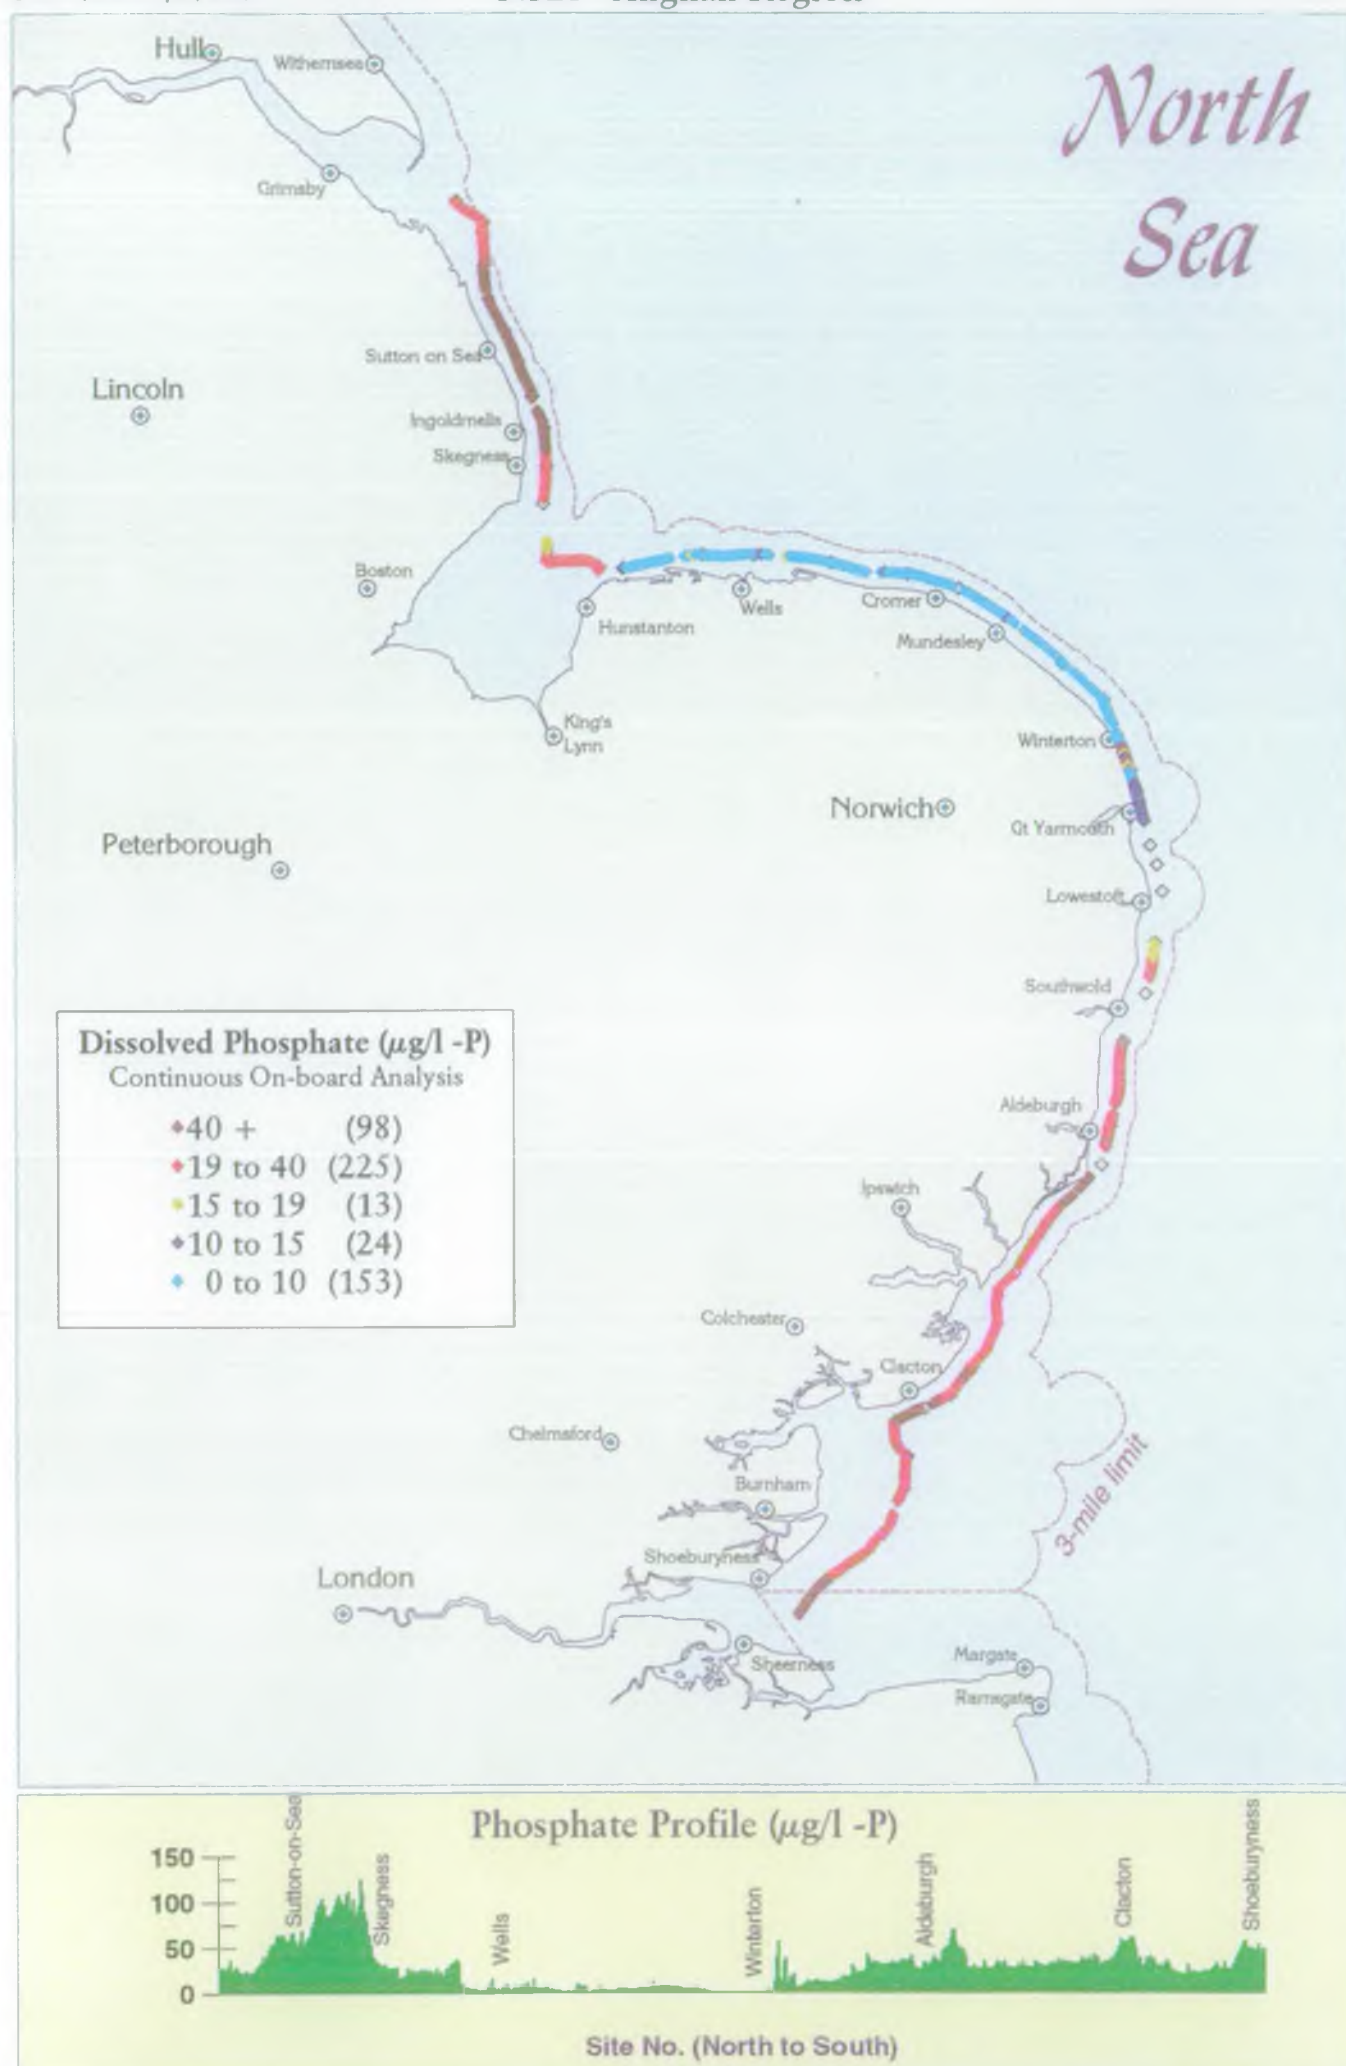 North
Sea
Hull
Withernsea
Grimsby
Sutton on Sea
Lincoln
Ingoldmells
Skegness
Boston
Wells
Cromer
Hunstanton
Mundesley
King's
Lynn
Winterton
Norwich
Gt Yarmouth
Peterborough
Lowestoft
Southwold
Dissolved Phosphate (µg/l -P)
Continuous On-board Analysis
40 + (98)
19 to 40 (225)
15 to 19 (13)
10 to 15 (24)
0 to 10 (153)
Aldeburgh
Ipswich
Colchester
Clacton
Chelmsford
Burnham
3-mile limit
Shoeburyness
London
Sheerness
Margate
Ramsgate
Phosphate Profile (µg/l -P)
150
100
50
0
Sutton-on-Sea
Skegness
Wells
Winterton
Aldeburgh
Clacton
Shoeburyness
Site No. (North to South)